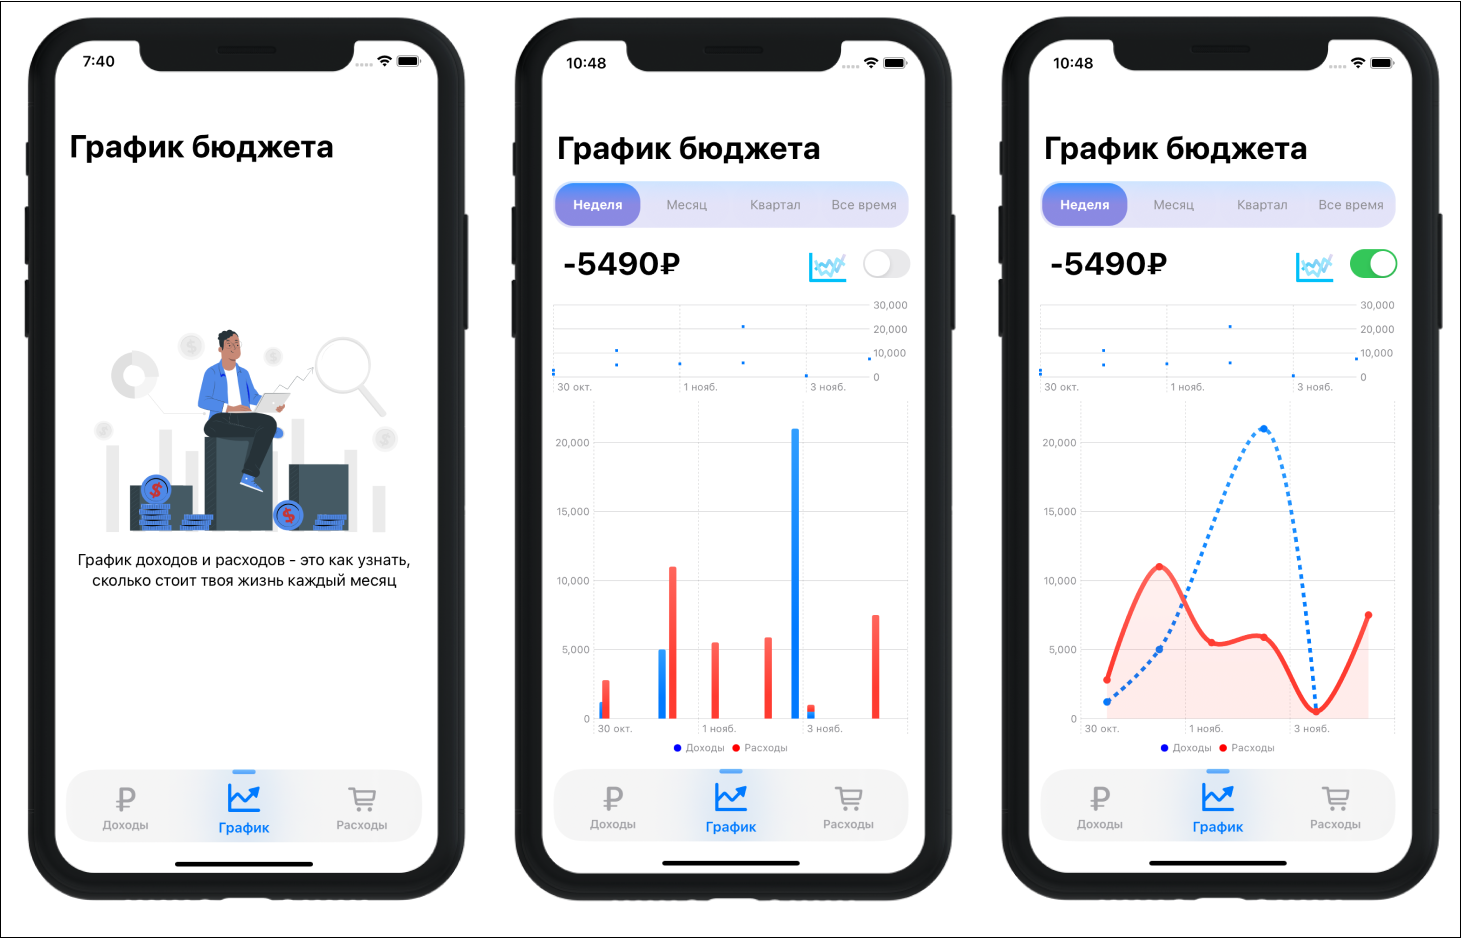 7:40
График бюджета
$
$
$
$
$
$
График доходов и расходов - это как узнать,
сколько стоит твоя жизнь каждый месяц
₽
Доходы
График
Расходы
10:48
График бюджета
Неделя Месяц Квартал Все время
-5490₽
30,000
20,000
10,000
0
30 окт. 1 нояб. 3 нояб.
20,000
15,000
10,000
5,000
0
30 окт. 1 нояб. 3 нояб.
Доходы Расходы
₽
Доходы
График
Расходы
10:48
График бюджета
Неделя Месяц Квартал Все время
-5490₽
30,000
20,000
10,000
0
30 окт. 1 нояб. 3 нояб.
20,000
15,000
10,000
5,000
0
30 окт. 1 нояб. 3 нояб.
Доходы Расходы
₽
Доходы
График
Расходы